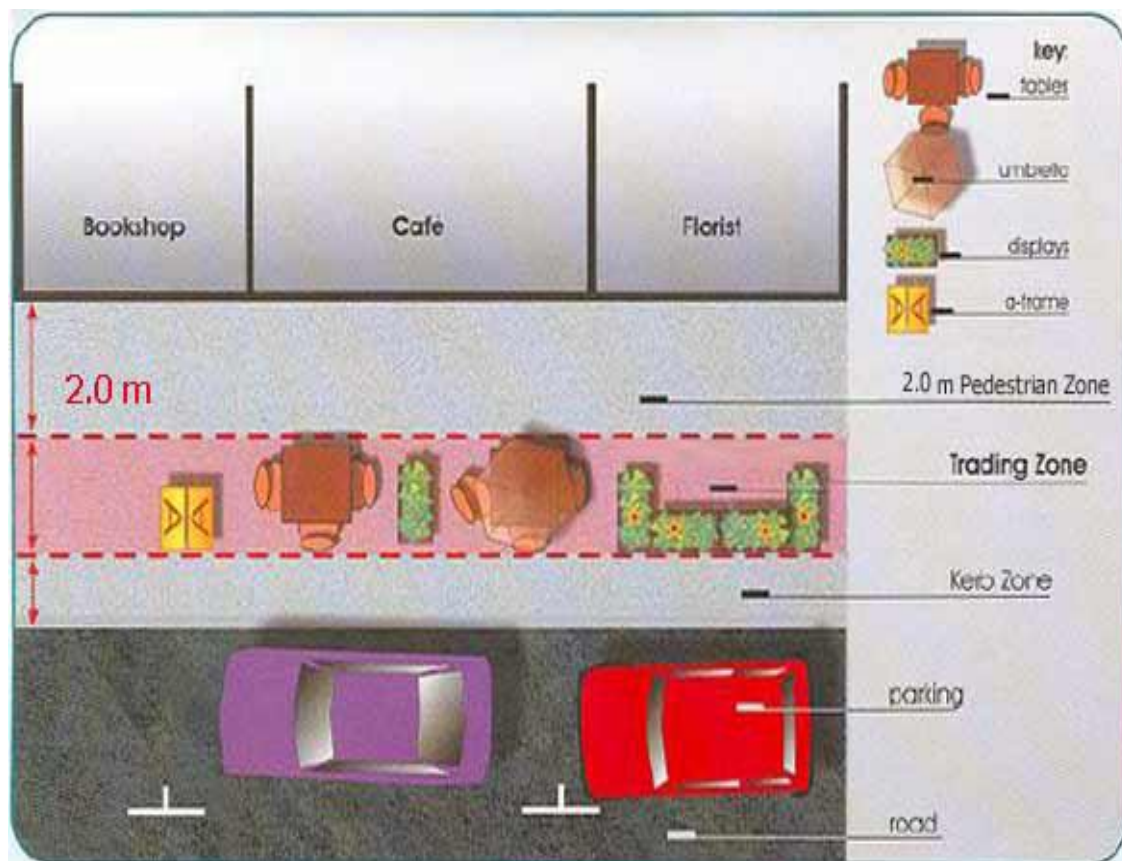 key:
tables
umbrella
displays
a-frame
Bookshop
Cafe
Florist
2.0 m
2.0 m Pedestrian Zone
Trading Zone
Kerb Zone
parking
road